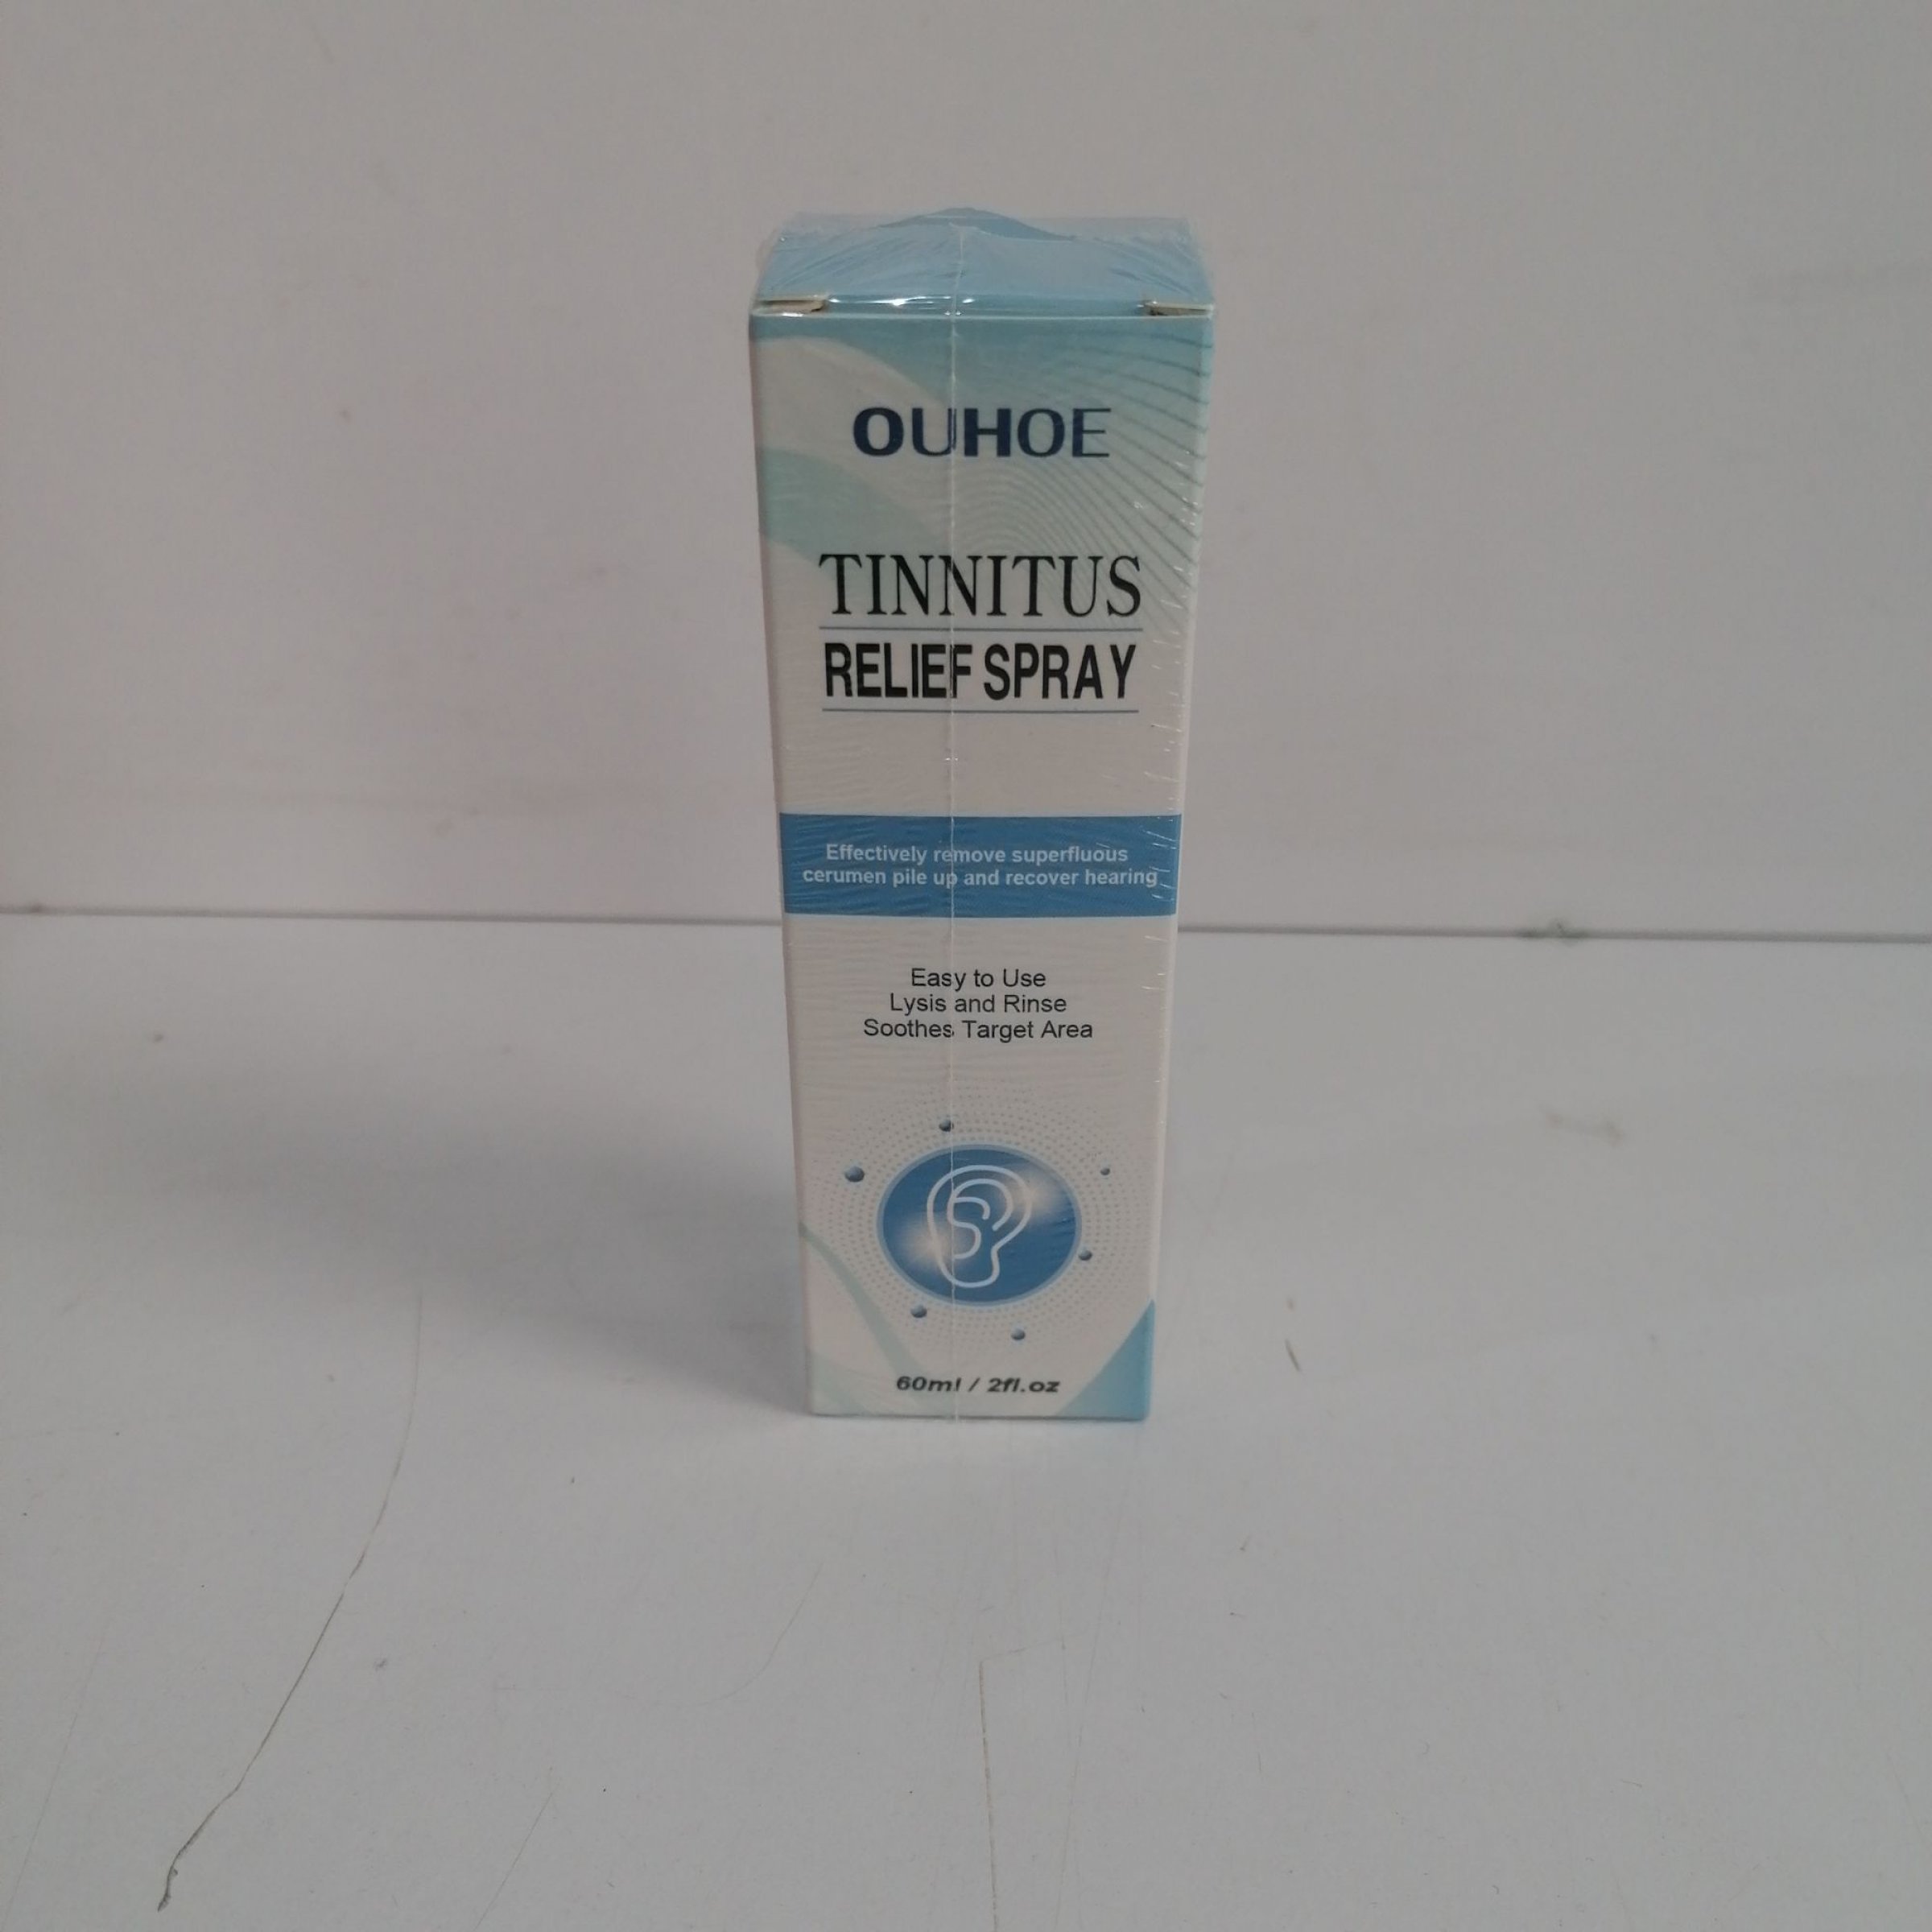 OUHOE
TINNITUS
RELIEF SPRAY
Effectively remove superfluous
cerumen pile up and recover hearing
Easy to Use
Lysis and Rinse
Soothes Target Area
60ml / 2fl.oz